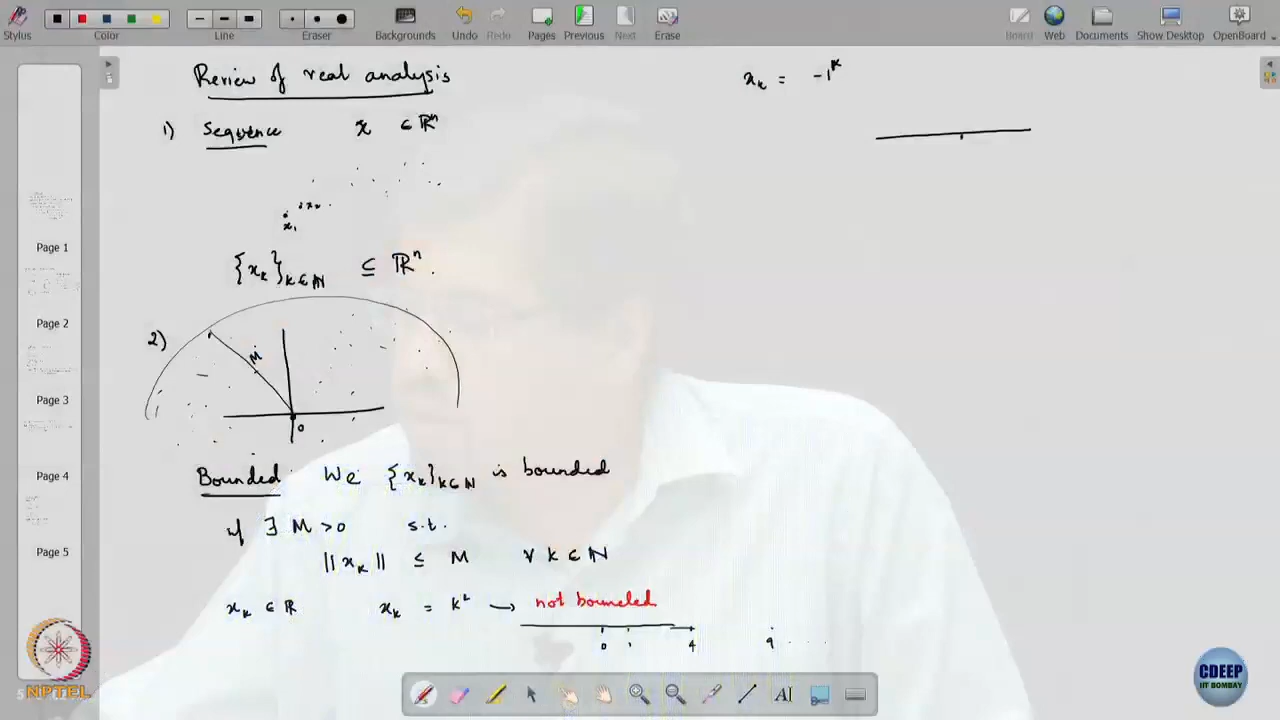 Stylus Color Line Eraser Backgrounds Undo Redo Pages Previous Next Erase Board Web Documents Show Desktop OpenBoard
Page 1
Page 2
Page 3
Page 4
Page 5
Review of real analysis
1) Sequence x ∈ ℝⁿ
x₁
{xₖ}ₖ∈ℕ ⊆ ℝⁿ.
2)
M
0
Bounded We {xₖ}ₖ∈ℕ is bounded
if ∃ M >0 s.t.
||xₖ|| ≤ M ∀ k ∈ ℕ
xₖ ∈ ℝ xₖ = k² → not bounded
0 1 4 9
xₖ = -1ᵏ
NPTEL
CDEEP
IIT BOMBAY